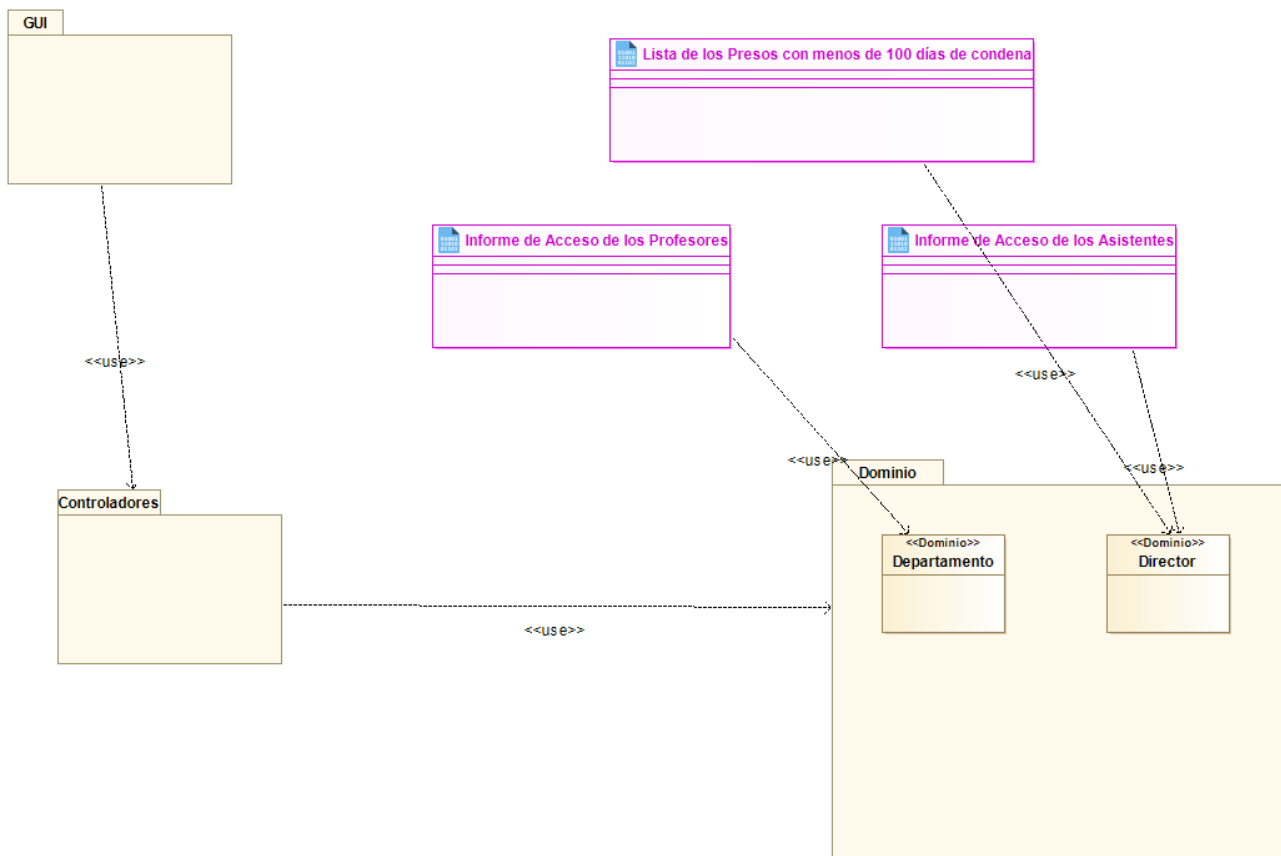 GUI
Lista de los Presos con menos de 100 días de condena
Informe de Acceso de los Profesores
Informe de Acceso de los Asistentes
<<use>>
<<use>>
<<use>>
<<use>>
Dominio
Controladores
<<Dominio>>
Departamento
<<Dominio>>
Director
<<use>>